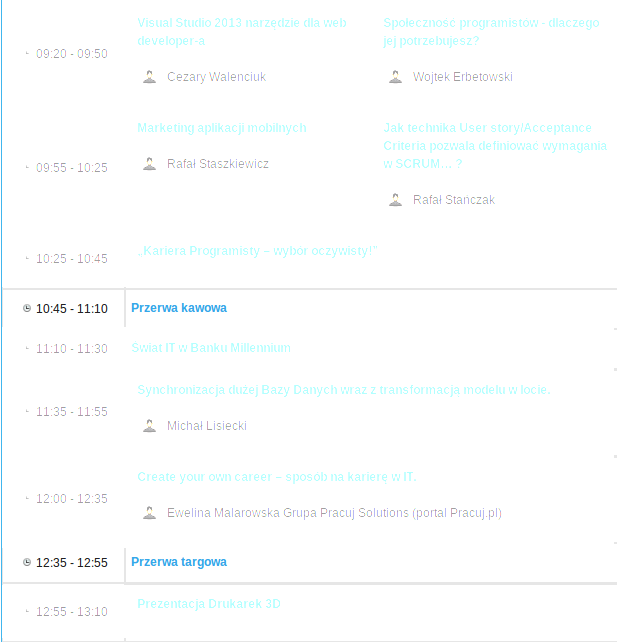 09:20 - 09:50
Visual Studio 2013 narzędzie dla web
developer-a
Cezary Walenciuk
Społeczność programistów - dlaczego
jej potrzebujesz?
Wojtek Erbetowski
09:55 - 10:25
Marketing aplikacji mobilnych
Rafał Staszkiewicz
Jak technika User story/Acceptance
Criteria pozwala definiować wymagania
w SCRUM... ?
Rafał Stańczak
10:25 - 10:45
„Kariera Programisty – wybór oczywisty!"
10:45 - 11:10
Przerwa kawowa
11:10 - 11:30
Świat IT w Banku Millennium
11:35 - 11:55
Synchronizacja dużej Bazy Danych wraz z transformacją modelu w locie.
Michał Lisiecki
12:00 - 12:35
Create your own career – sposób na karierę w IT.
Ewelina Malarowska Grupa Pracuj Solutions (portal Pracuj.pl)
12:35 - 12:55
Przerwa targowa
12:55 - 13:10
Prezentacja Drukarek 3D